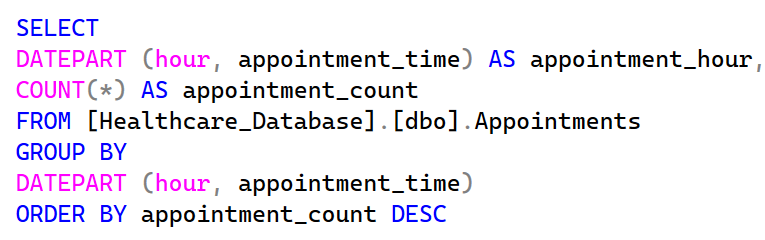 SELECT
DATEPART (hour, appointment_time) AS appointment_hour,
COUNT(*) AS appointment_count
FROM [Healthcare_Database].[dbo].Appointments
GROUP BY
DATEPART (hour, appointment_time)
ORDER BY appointment_count DESC